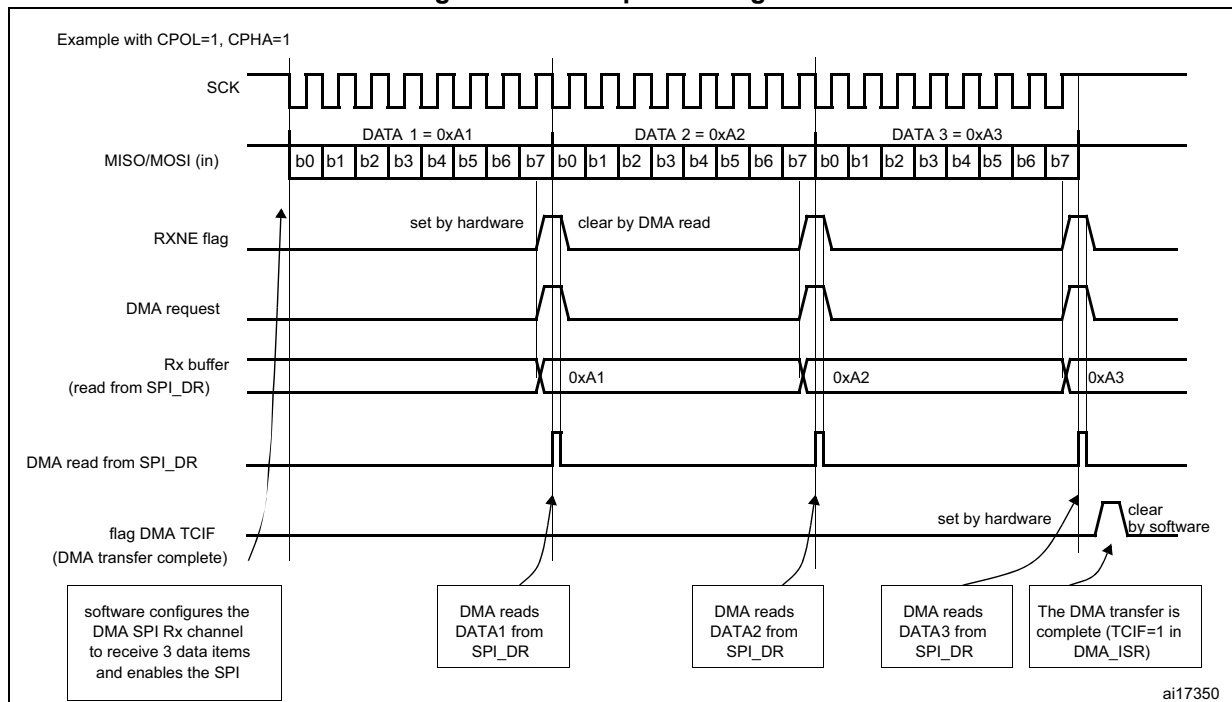 Example with CPOL=1, CPHA=1
SCK
DATA 1 = 0xA1
DATA 2 = 0xA2
DATA 3 = 0xA3
MISO/MOSI (in)
b0 b1 b2 b3 b4 b5 b6 b7 b0 b1 b2 b3 b4 b5 b6 b7 b0 b1 b2 b3 b4 b5 b6 b7
set by hardware
clear by DMA read
RXNE flag
DMA request
Rx buffer
(read from SPI_DR)
0xA1
0xA2
0xA3
DMA read from SPI_DR
flag DMA TCIF
(DMA transfer complete)
set by hardware
clear
by software
software configures the
DMA SPI Rx channel
to receive 3 data items
and enables the SPI
DMA reads
DATA1 from
SPI_DR
DMA reads
DATA2 from
SPI_DR
DMA reads
DATA3 from
SPI_DR
The DMA transfer is
complete (TCIF=1 in
DMA_ISR)
ai17350